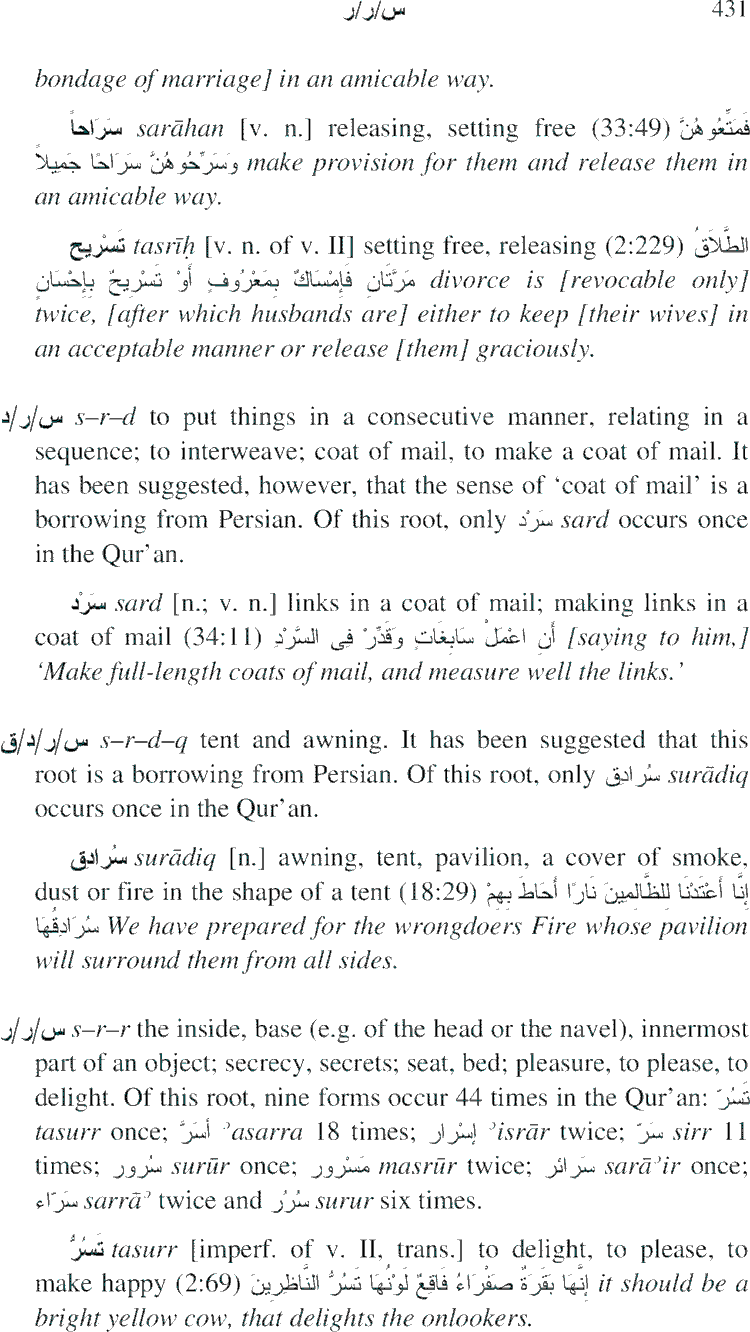 س/ر/ر 431
bondage of marriage] in an amicable way.
سَرَاحاً sarāhan [v. n.] releasing, setting free (33:49) فَمَتِّعُوهُنَّ
وَسَرِّحُوهُنَّ سَرَاحًا جَمِيلاً make provision for them and release them in
an amicable way.
تَسْرِيح tasrīḥ [v. n. of v. II] setting free, releasing (2:229) الطَّلَاقُ
مَرَّتَانِ فَإِمْسَاكٌ بِمَعْرُوفٍ أَوْ تَسْرِيحٌ بِإِحْسَانٍ divorce is [revocable only]
twice, [after which husbands are] either to keep [their wives] in
an acceptable manner or release [them] graciously.
س/ر/د s–r–d to put things in a consecutive manner, relating in a
sequence; to interweave; coat of mail, to make a coat of mail. It
has been suggested, however, that the sense of ‘coat of mail’ is a
borrowing from Persian. Of this root, only سَرْد sard occurs once
in the Qur’an.
سَرْد sard [n.; v. n.] links in a coat of mail; making links in a
coat of mail (34:11) أَنِ اعْمَلْ سَابِغَاتٍ وَقَدِّرْ فِى السَّرْدِ [saying to him,]
‘Make full-length coats of mail, and measure well the links.’
س/ر/د/ق s–r–d–q tent and awning. It has been suggested that this
root is a borrowing from Persian. Of this root, only سُرادِق surādiq
occurs once in the Qur’an.
سُرادِق surādiq [n.] awning, tent, pavilion, a cover of smoke,
dust or fire in the shape of a tent (18:29) إِنَّا أَعْتَدْنَا لِلظَّالِمِينَ نَارًا أَحَاطَ بِهِمْ
سُرَادِقُهَا We have prepared for the wrongdoers Fire whose pavilion
will surround them from all sides.
س/ر/ر s–r–r the inside, base (e.g. of the head or the navel), innermost
part of an object; secrecy, secrets; seat, bed; pleasure, to please, to
delight. Of this root, nine forms occur 44 times in the Qur’an: تَسُرّ
tasurr once; أَسَرَّ ʾasarra 18 times; إِسْرار ʾisrār twice; سَرّ sirr 11
times; سُرور surūr once; مَسْرور masrūr twice; سَرائر sarāʾir once;
سَرّاء sarrāʾ twice and سُرُر surur six times.
تَسُرُّ tasurr [imperf. of v. II, trans.] to delight, to please, to
make happy (2:69) إِنَّهَا بَقَرَةٌ صَفْرَاءُ فَاقِعٌ لَوْنُهَا تَسُرُّ النَّاظِرِينَ it should be a
bright yellow cow, that delights the onlookers.